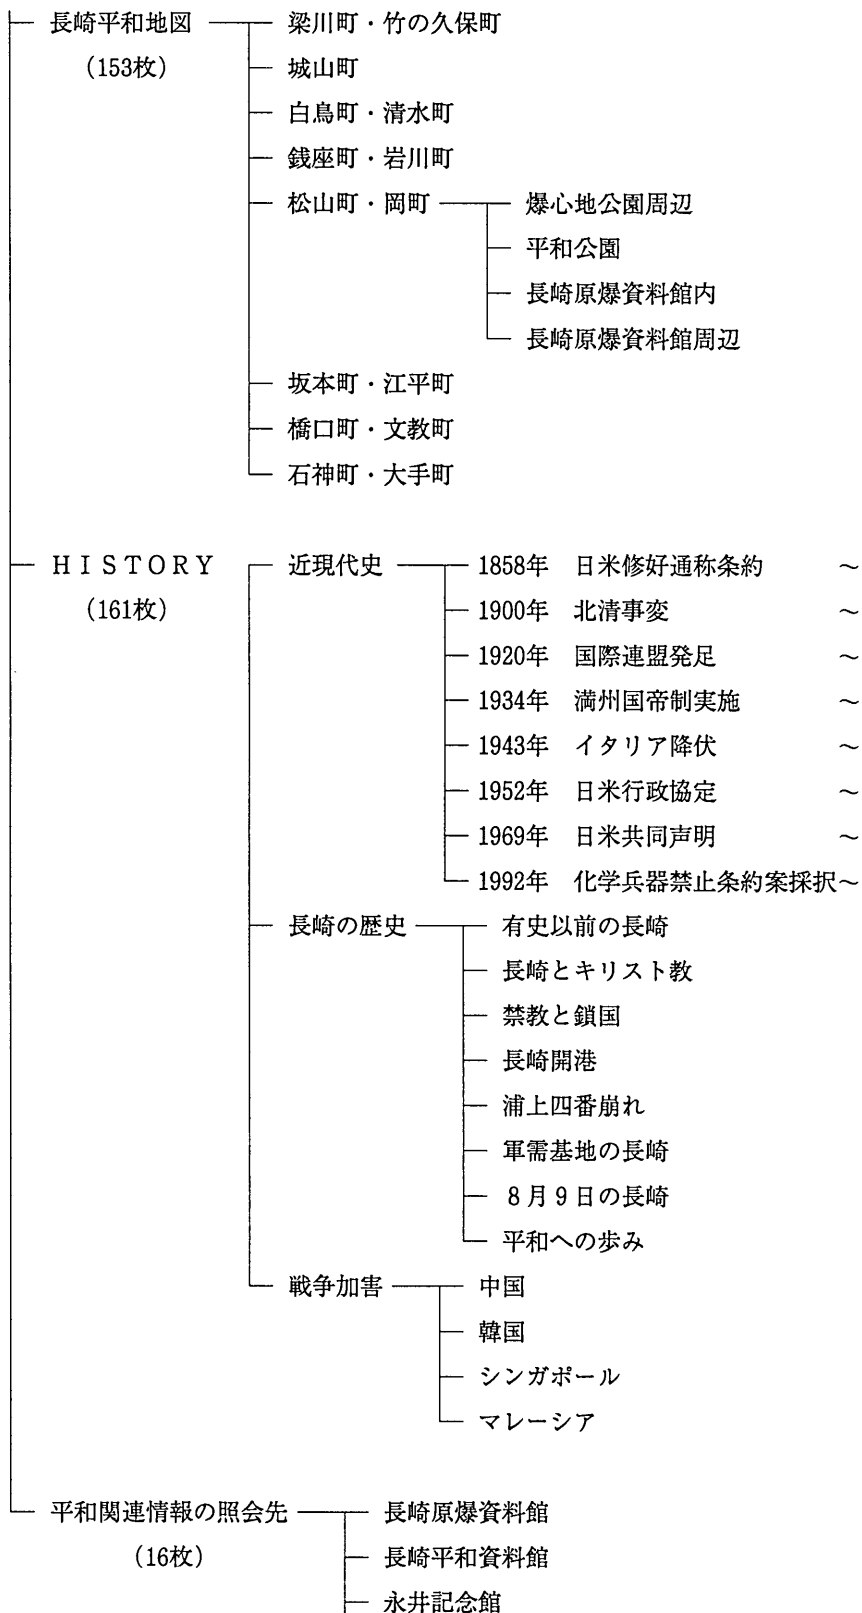 長崎平和地図 梁川町・竹の久保町
(153枚) 城山町
白鳥町・清水町
銭座町・岩川町
松山町・岡町 爆心地公園周辺
平和公園
長崎原爆資料館内
長崎原爆資料館周辺
坂本町・江平町
橋口町・文教町
石神町・大手町
ＨＩＳＴＯＲＹ 近現代史 1858年 日米修好通称条約 ～
(161枚) 1900年 北清事変 ～
1920年 国際連盟発足 ～
1934年 満州国帝制実施 ～
1943年 イタリア降伏 ～
1952年 日米行政協定 ～
1969年 日米共同声明 ～
1992年 化学兵器禁止条約案採択～
長崎の歴史 有史以前の長崎
長崎とキリスト教
禁教と鎖国
長崎開港
浦上四番崩れ
軍需基地の長崎
８月９日の長崎
平和への歩み
戦争加害 中国
韓国
シンガポール
マレーシア
平和関連情報の照会先 長崎原爆資料館
(16枚) 長崎平和資料館
永井記念館